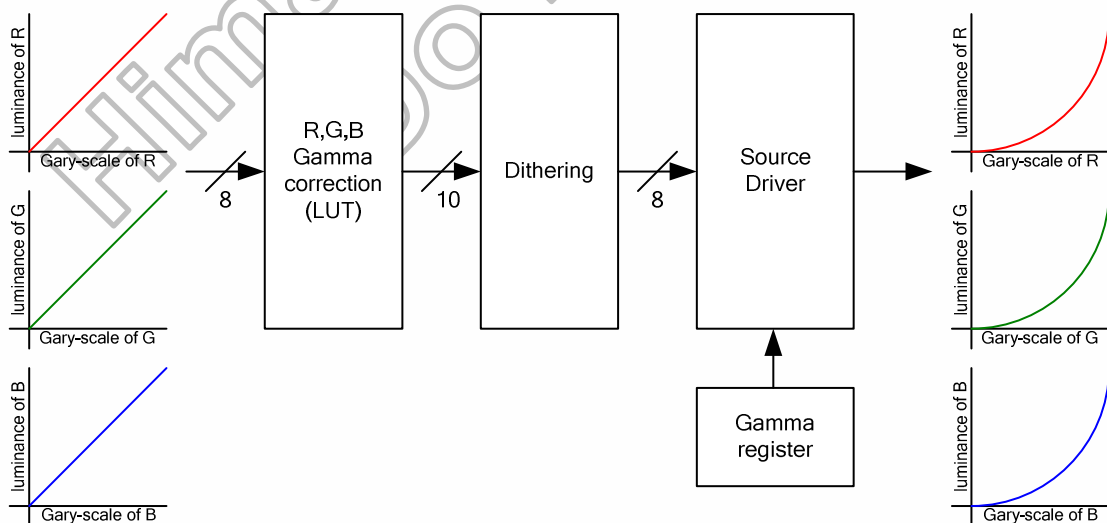 luminance of R
Gary-scale of R
luminance of G
Gary-scale of G
luminance of B
Gary-scale of B
8
R,G,B
Gamma
correction
(LUT)
10
Dithering
8
Source
Driver
Gamma
register
luminance of R
Gary-scale of R
luminance of G
Gary-scale of G
luminance of B
Gary-scale of B